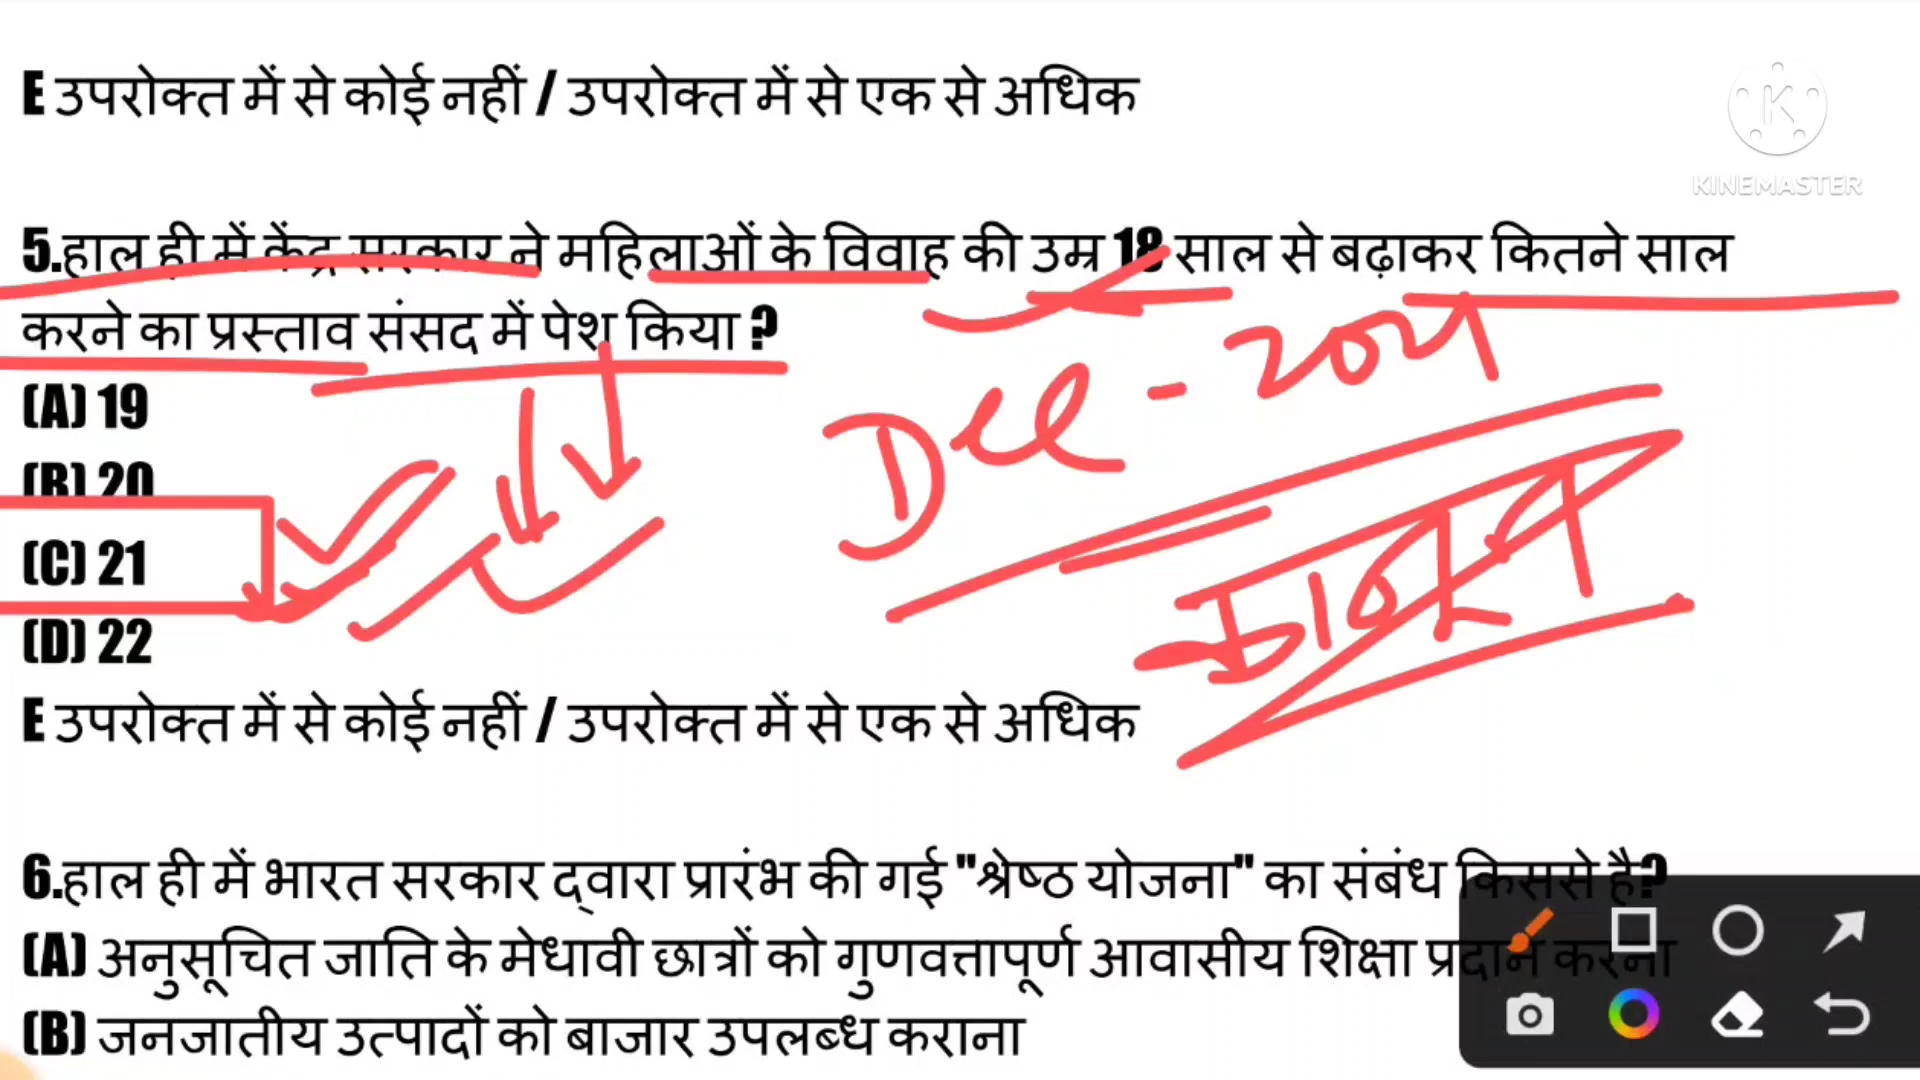 E उपरोक्त में से कोई नहीं / उपरोक्त में से एक से अधिक
KINEMASTER
5.हाल ही में केंद्र सरकार ने महिलाओं के विवाह की उम्र 18 साल से बढ़ाकर कितने साल
करने का प्रस्ताव संसद में पेश किया ?
(A) 19
Dec - 2021
(B) 20
(C) 21
कानून
(D) 22
E उपरोक्त में से कोई नहीं / उपरोक्त में से एक से अधिक
6.हाल ही में भारत सरकार द्वारा प्रारंभ की गई "श्रेष्ठ योजना" का संबंध किससे है?
(A) अनुसूचित जाति के मेधावी छात्रों को गुणवत्तापूर्ण आवासीय शिक्षा प्रदान करना
(B) जनजातीय उत्पादों को बाजार उपलब्ध कराना